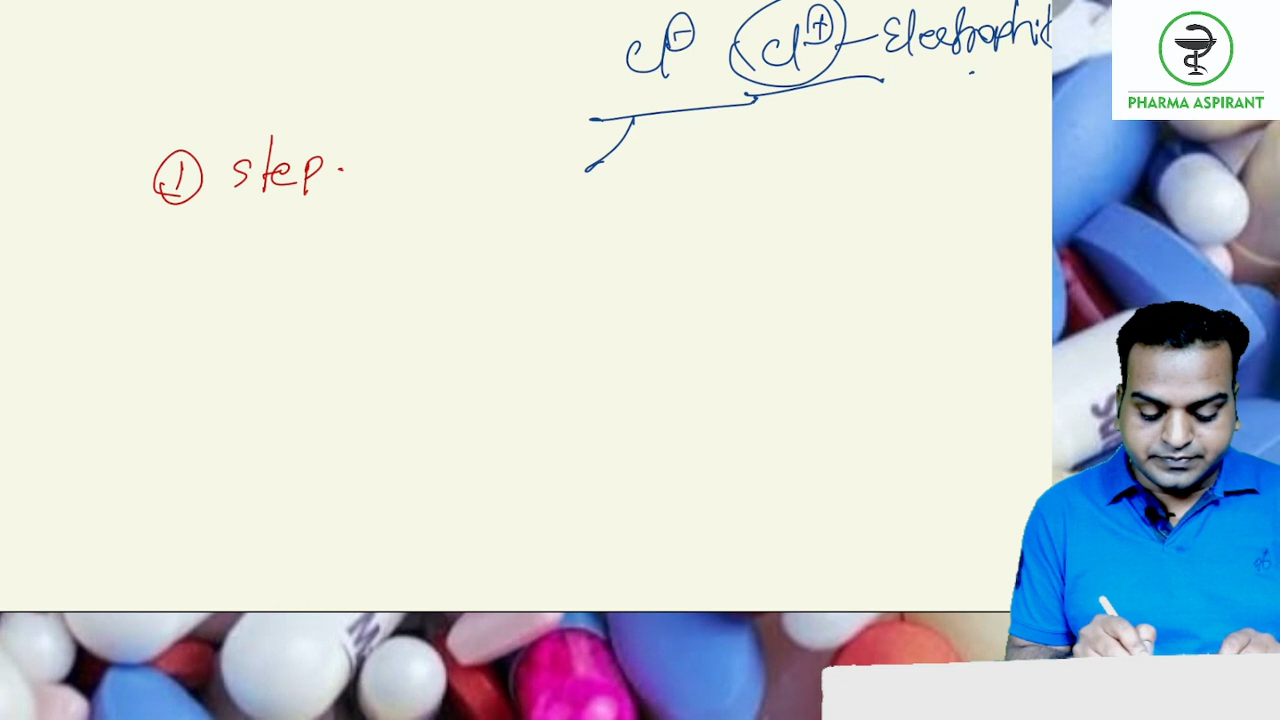 Cl⊖ Cl⊕ - Electrophil
① step.
PHARMA ASPIRANT